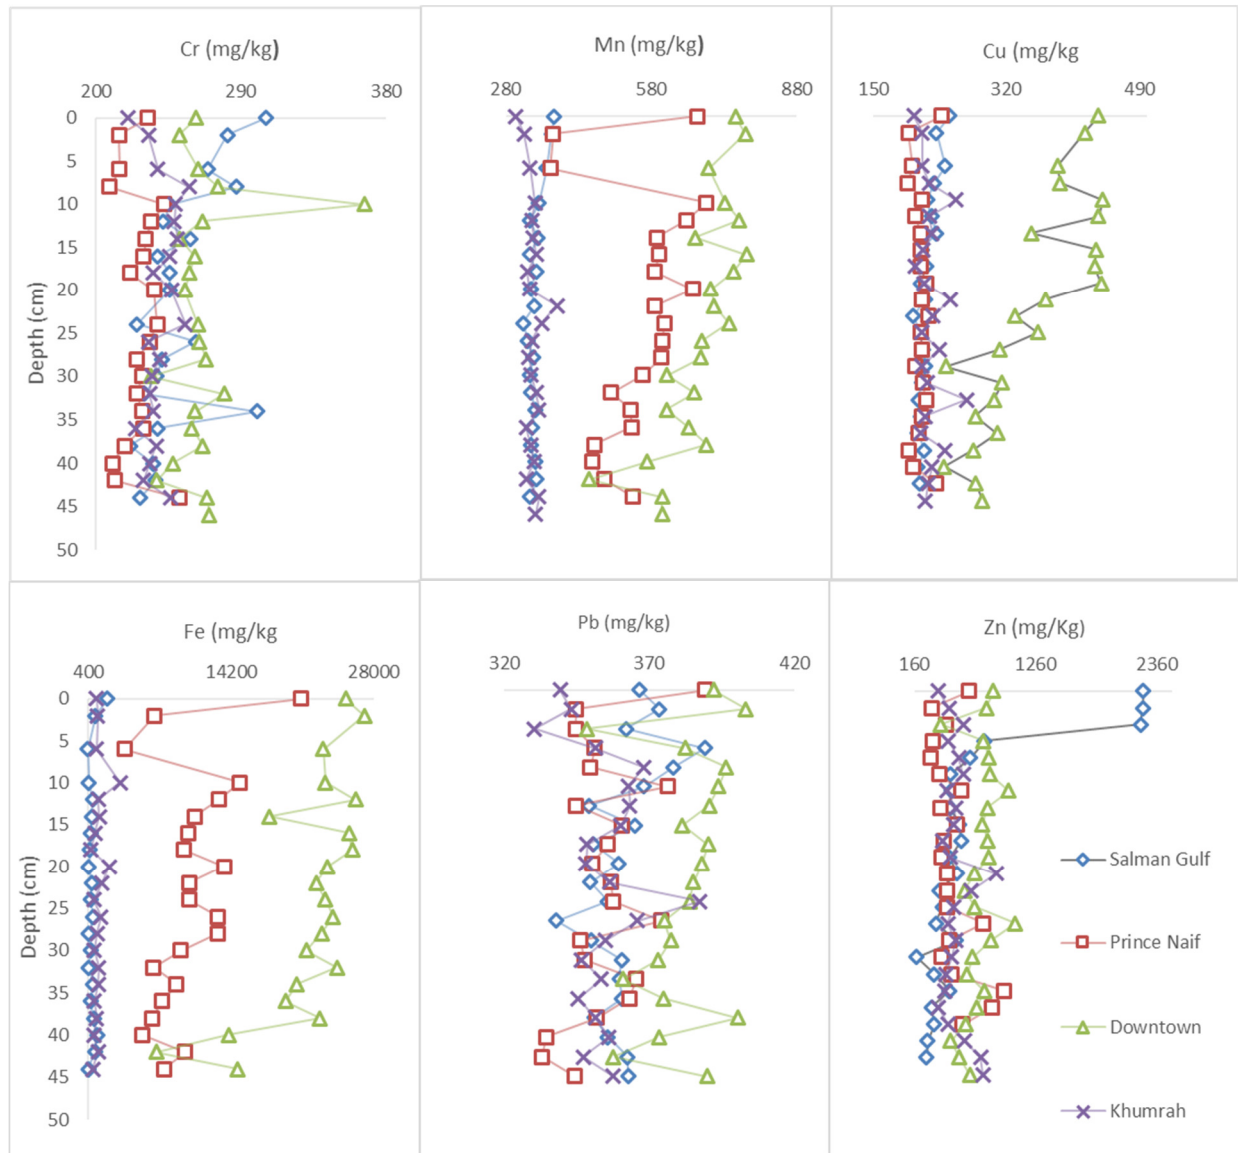 Cr (mg/kg)
200 290 380
Mn (mg/kg)
280 580 880
Cu (mg/kg
150 320 490
0
5
10
15
20
25
30
35
40
45
50
Depth (cm)
Fe (mg/kg
400 14200 28000
Pb (mg/kg)
320 370 420
Zn (mg/Kg)
160 1260 2360
0
5
10
15
20
25
30
35
40
45
50
Depth (cm)
Salman Gulf
Prince Naif
Downtown
Khumrah